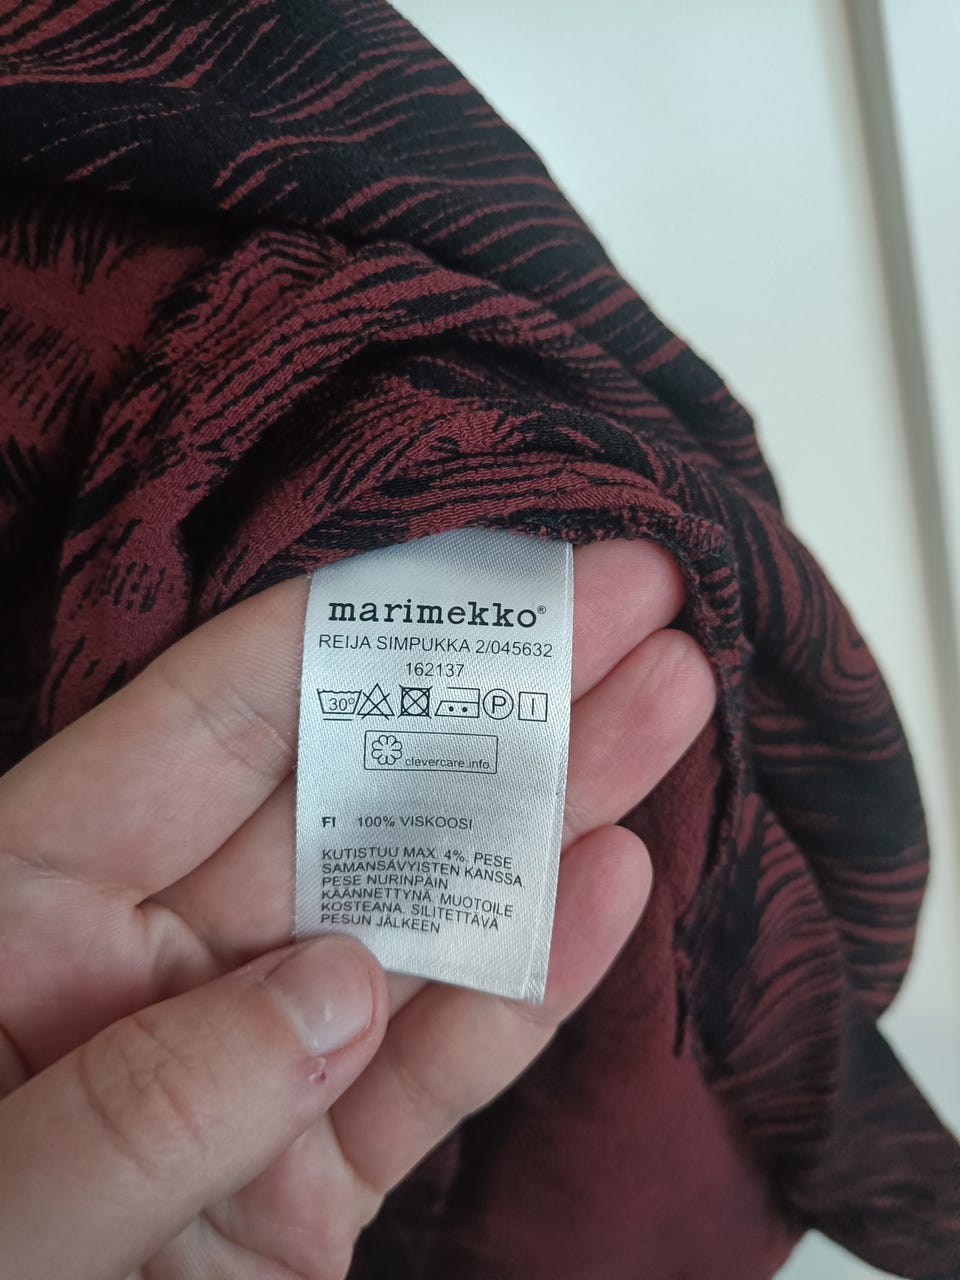 marimekko®
REIJA SIMPUKKA 2/045632
162137
30° P
clevercare.info
FI 100% VISKOOSI
KUTISTUU MAX. 4%. PESE
SAMANSÄVYISTEN KANSSA.
PESE NURINPÄIN
KÄÄNNETTYNÄ. MUOTOILE
KOSTEANA. SILITETTÄVÄ
PESUN JÄLKEEN